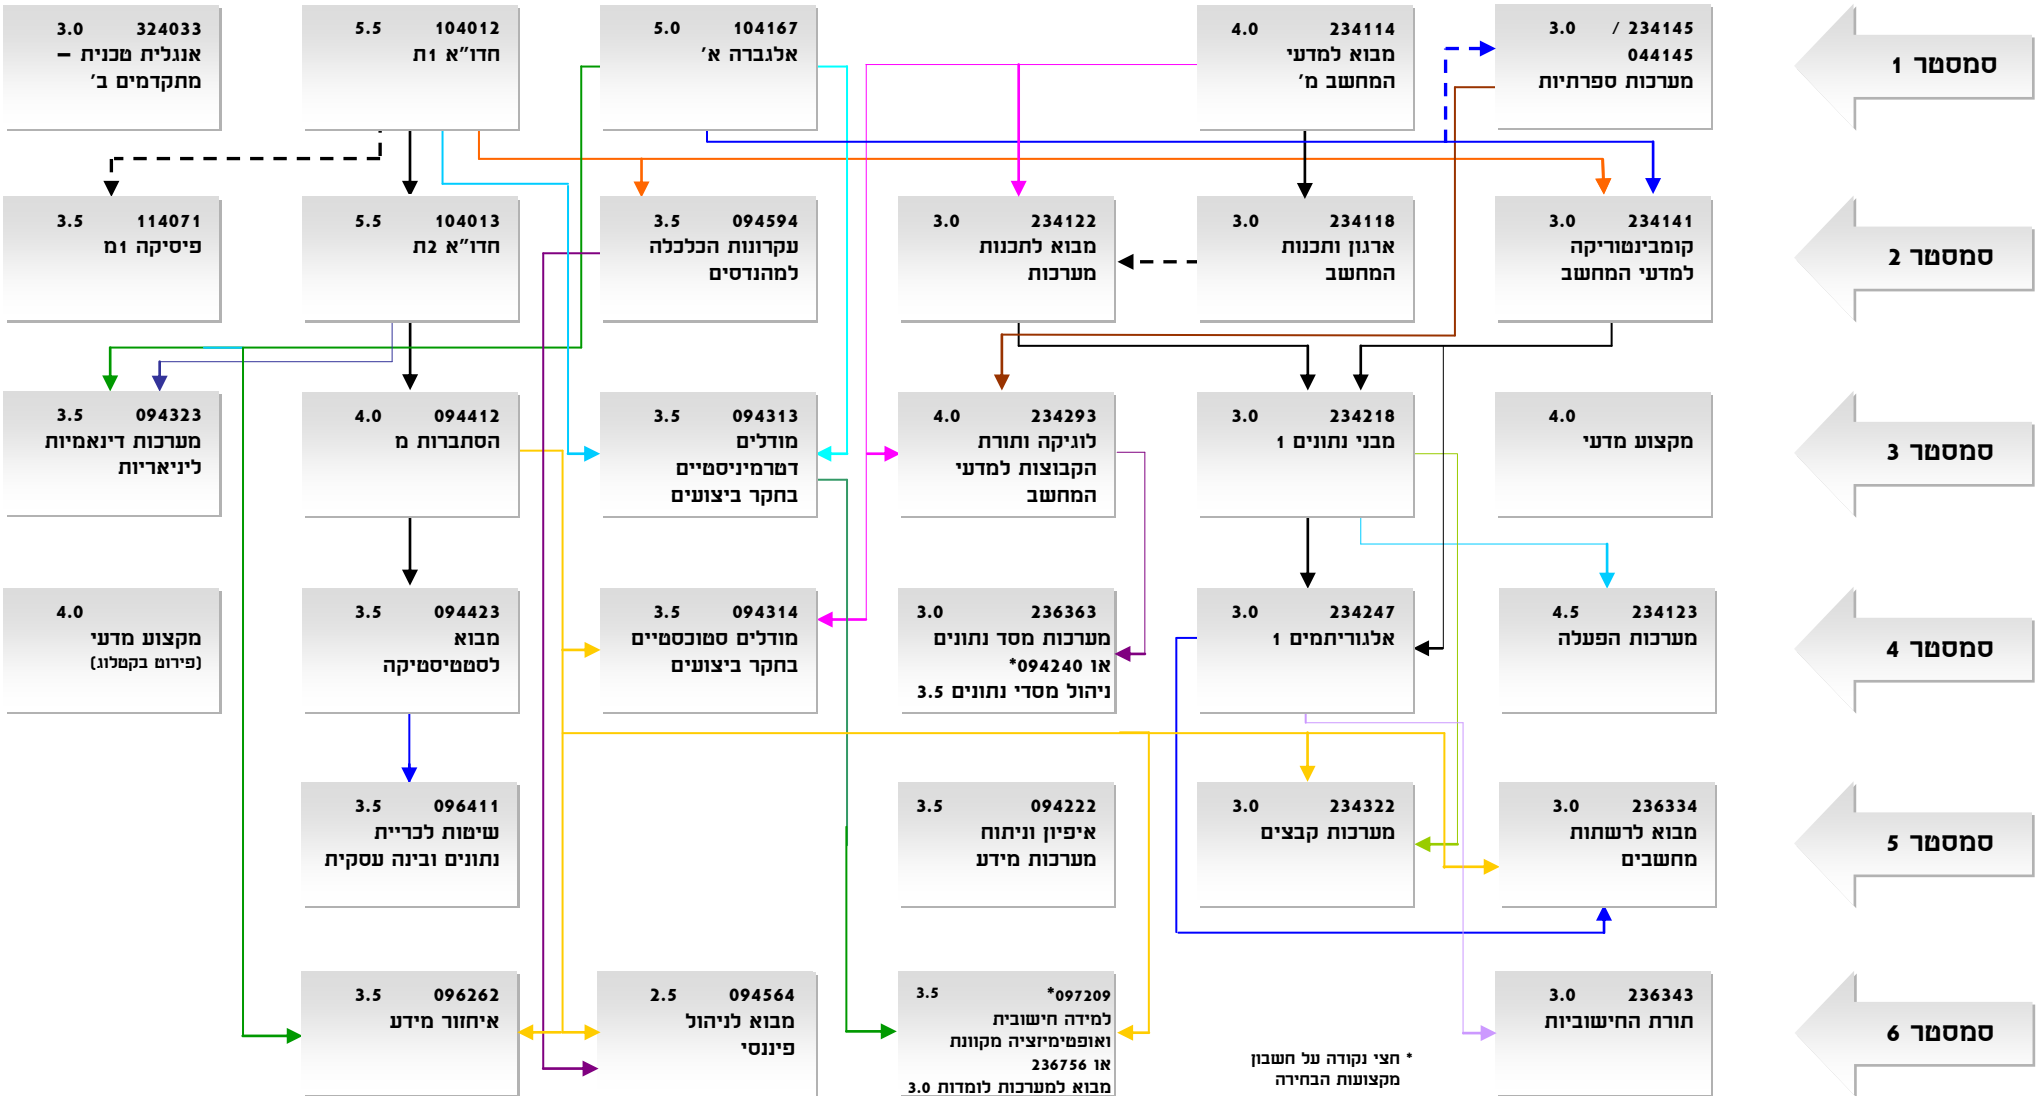 סמסטר 1
234145 / 3.0
044145
מערכות ספרתיות
234114 4.0
מבוא למדעי
המחשב מ'
104167 5.0
אלגברה א'
104012 5.5
חדו"א 1ת
324033 3.0
אנגלית טכנית –
מתקדמים ב'
סמסטר 2
234141 3.0
קומבינטוריקה
למדעי המחשב
234118 3.0
ארגון ותכנות
המחשב
234122 3.0
מבוא לתכנות
מערכות
094594 3.5
עקרונות הכלכלה
למהנדסים
104013 5.5
חדו"א 2ת
114071 3.5
פיסיקה 1מ
סמסטר 3
4.0
מקצוע מדעי
234218 3.0
מבני נתונים 1
234293 4.0
לוגיקה ותורת
הקבוצות למדעי
המחשב
094313 3.5
מודלים
דטרמיניסטיים
בחקר ביצועים
094412 4.0
הסתברות מ
094323 3.5
מערכות דינאמיות
ליניאריות
סמסטר 4
234123 4.5
מערכות הפעלה
234247 3.0
אלגוריתמים 1
236363 3.0
מערכות מסד נתונים
או 094240*
ניהול מסדי נתונים 3.5
094314 3.5
מודלים סטוכסטיים
בחקר ביצועים
094423 3.5
מבוא
לסטטיסטיקה
4.0
מקצוע מדעי
(פירוט בקטלוג)
סמסטר 5
236334 3.0
מבוא לרשתות
מחשבים
234322 3.0
מערכות קבצים
094222 3.5
איפיון וניתוח
מערכות מידע
096411 3.5
שיטות לכריית
נתונים ובינה עסקית
סמסטר 6
236343 3.0
תורת החישוביות
* חצי נקודה על חשבון
מקצועות הבחירה
097209* 3.5
למידה חישובית
ואופטימיזציה מקוונת
או 236756
מבוא למערכות לומדות 3.0
094564 2.5
מבוא לניהול
פיננסי
096262 3.5
איחזור מידע